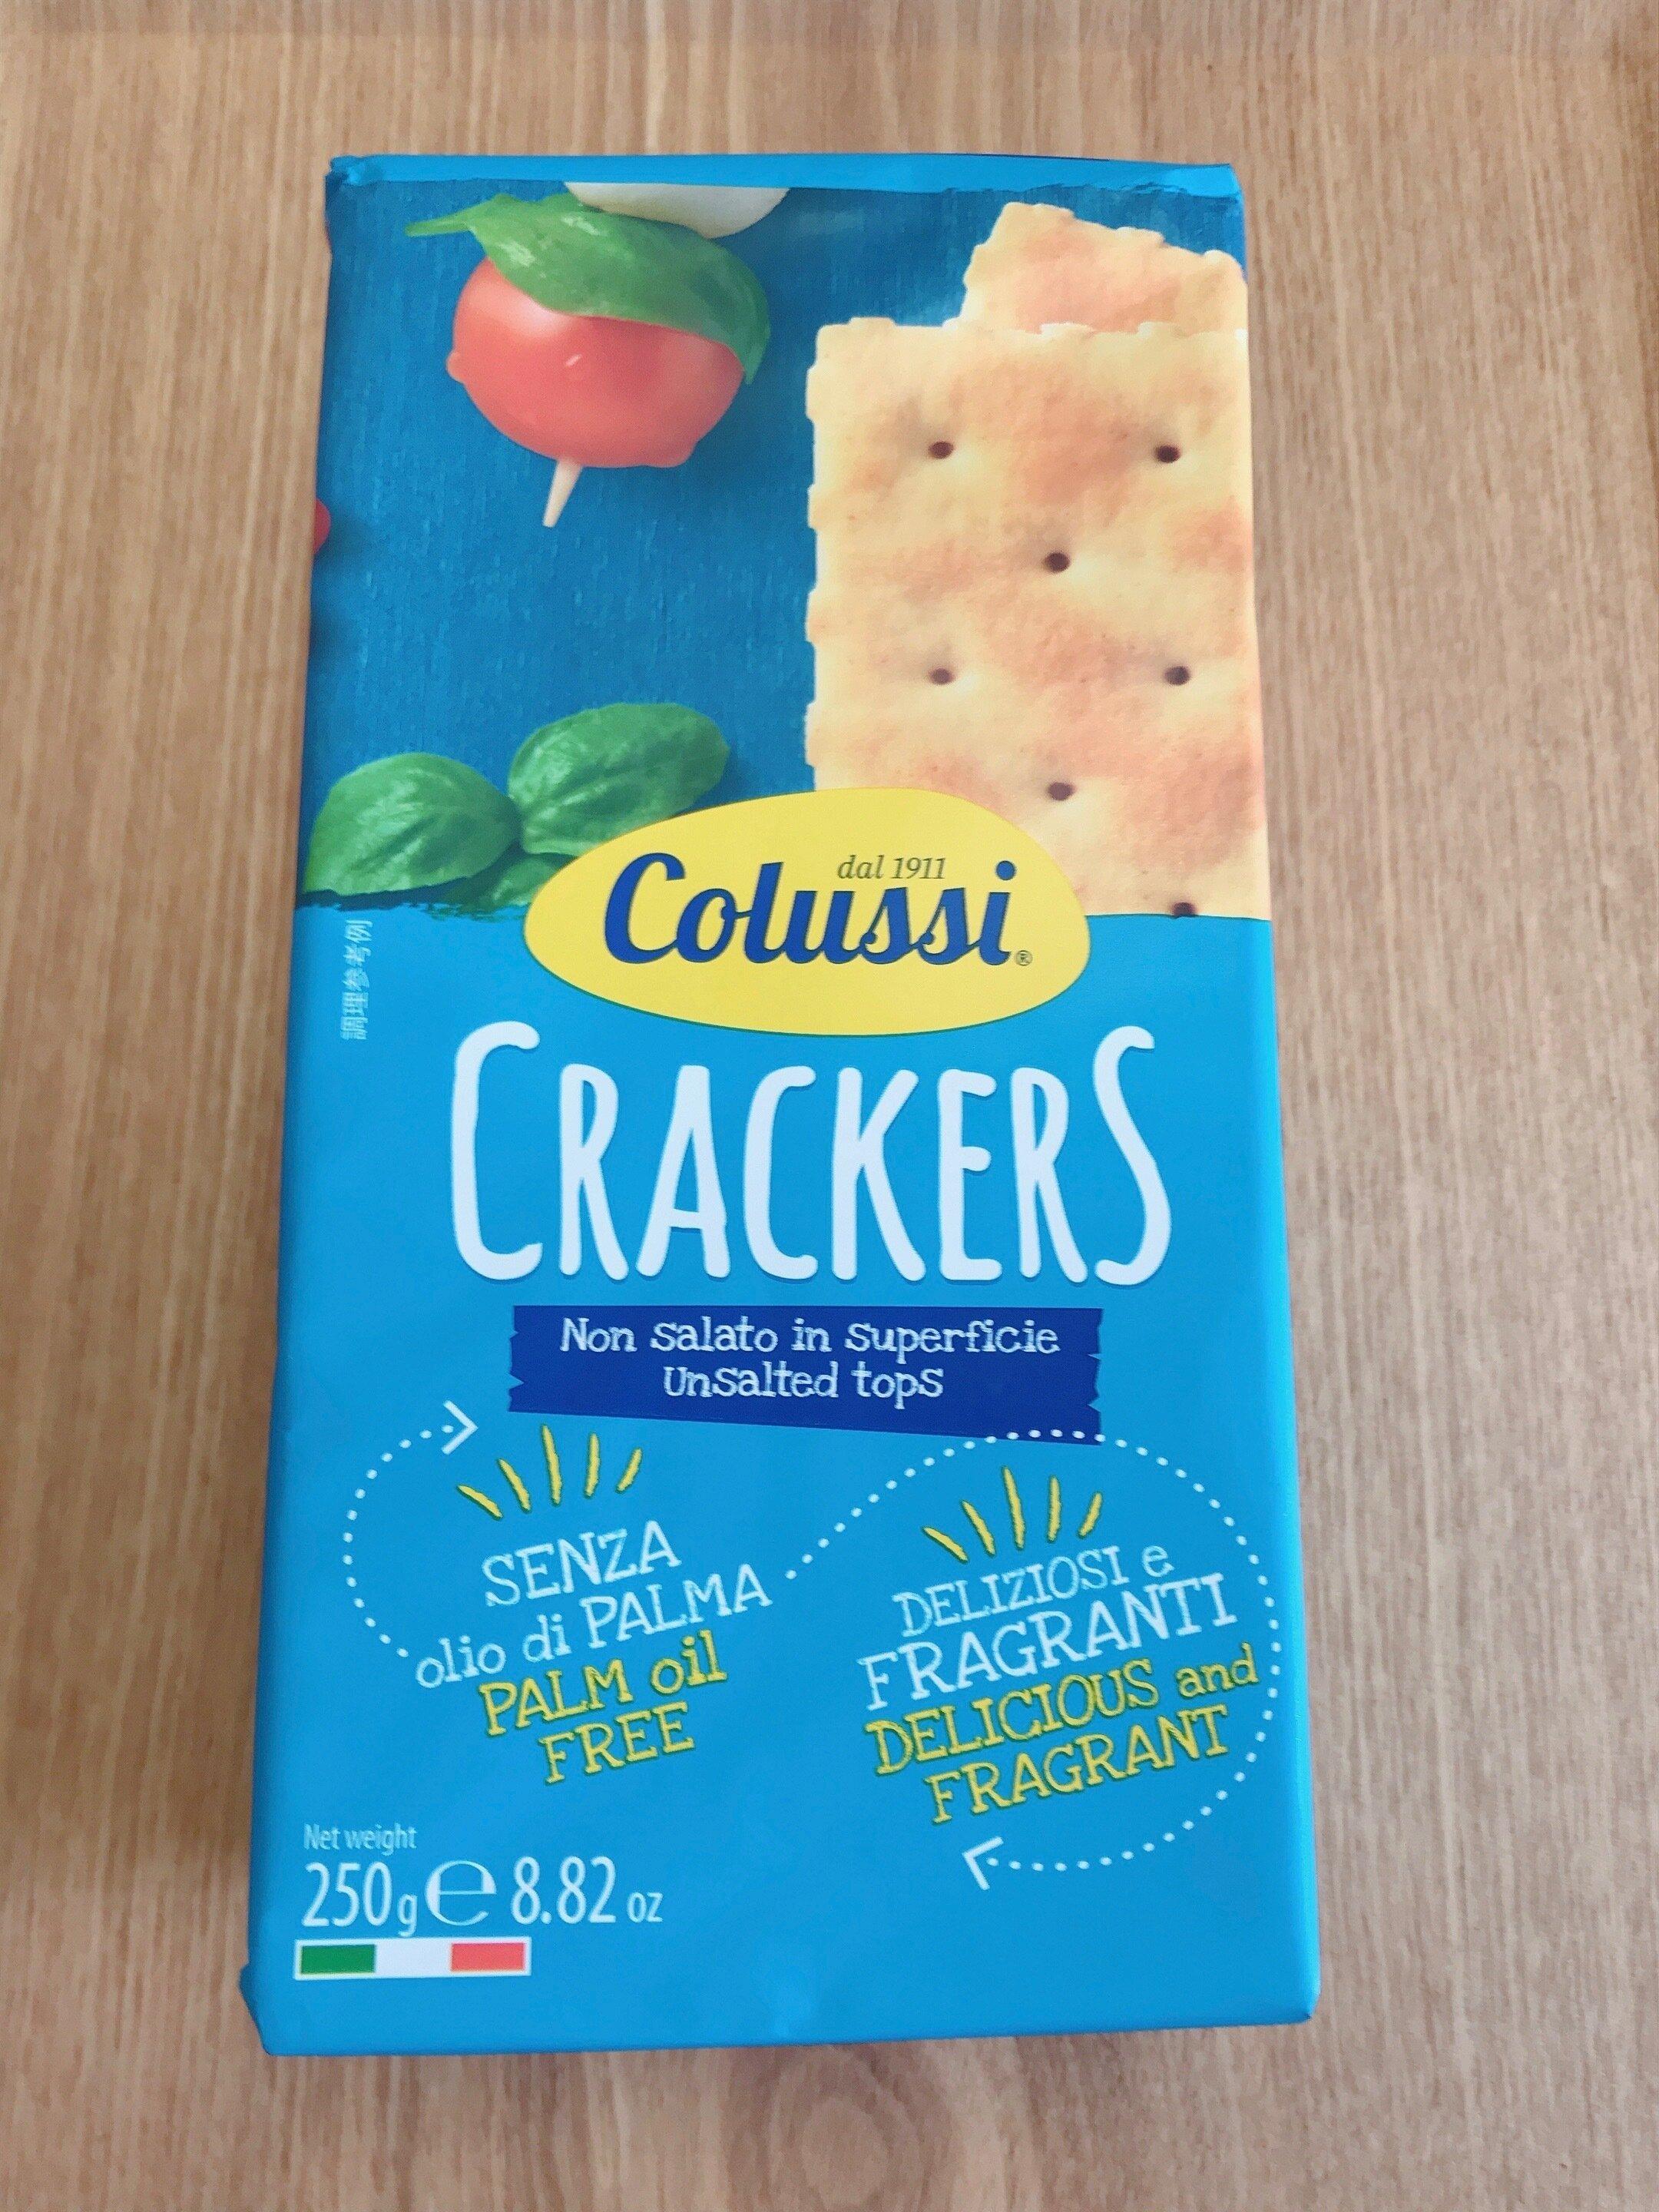 dal 1911
Colussi®
調理参考例
CRACKERS
Non salato in superficie
Unsalted tops
SENZA
olio di PALMA
PALM oil
FREE
DELIZIOSI e
FRAGRANTI
DELICIOUS and
FRAGRANT
Net weight
250g e 8.82 oz